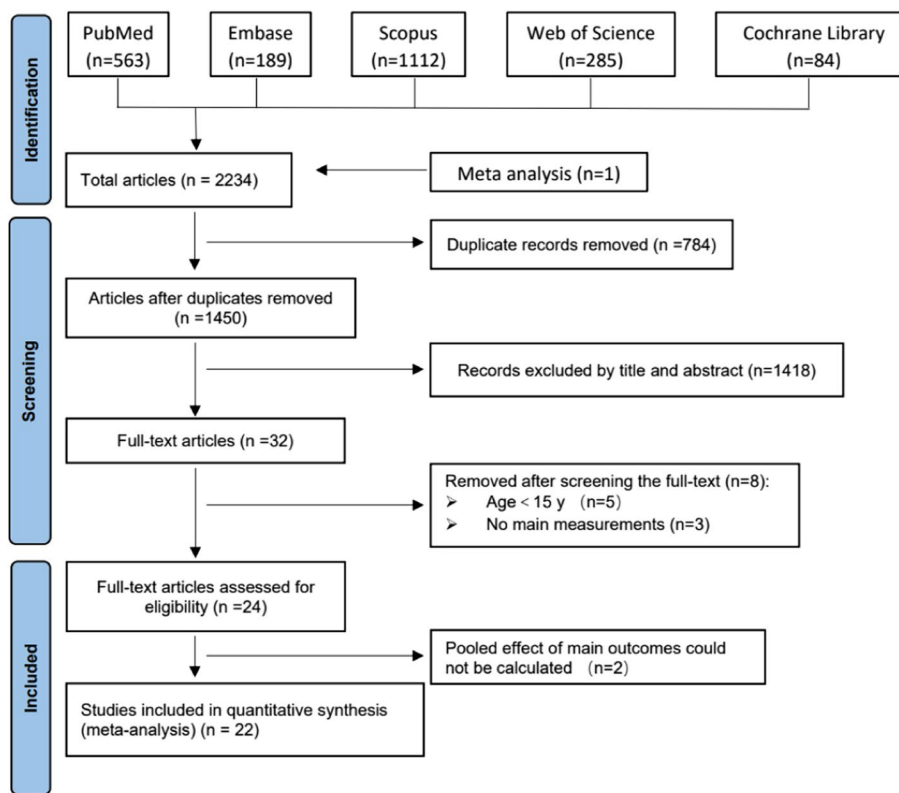 Identification
PubMed
(n=563)
Embase
(n=189)
Scopus
(n=1112)
Web of Science
(n=285)
Cochrane Library
(n=84)
Total articles (n = 2234)
Meta analysis (n=1)
Screening
Duplicate records removed (n =784)
Articles after duplicates removed
(n =1450)
Records excluded by title and abstract (n=1418)
Full-text articles (n =32)
Removed after screening the full-text (n=8):
➢ Age < 15 y (n=5)
➢ No main measurements (n=3)
Included
Full-text articles assessed for
eligibility (n =24)
Pooled effect of main outcomes could
not be calculated (n=2)
Studies included in quantitative synthesis
(meta-analysis) (n = 22)